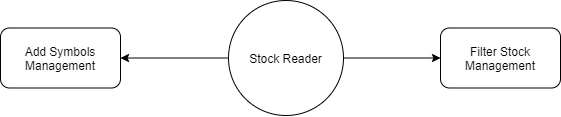 Add Symbols
Management
Stock Reader
Filter Stock
Management